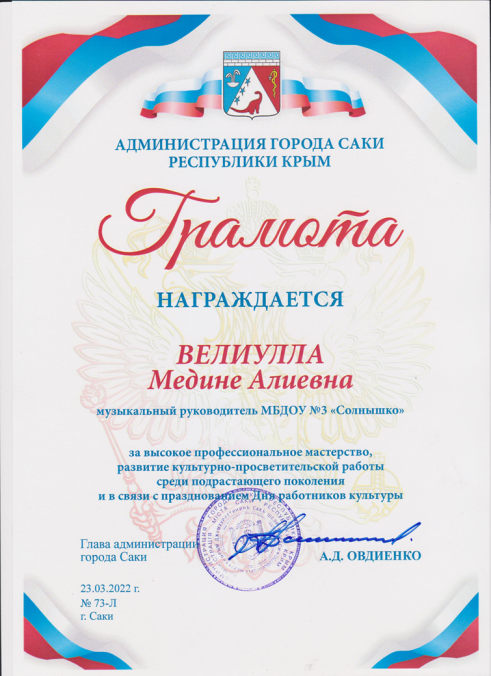 АДМИНИСТРАЦИЯ ГОРОДА САКИ
РЕСПУБЛИКИ КРЫМ
Грамота
НАГРАЖДАЕТСЯ
ВЕЛИУЛЛА
Медине Алиевна
музыкальный руководитель МБДОУ №3 «Солнышко»
за высокое профессиональное мастерство,
развитие культурно-просветительской работы
среди подрастающего поколения
и в связи с празднованием Дня работников культуры
Глава администрации
города Саки
А.Д. ОВДИЕНКО
23.03.2022 г.
№ 73-Л
г. Саки